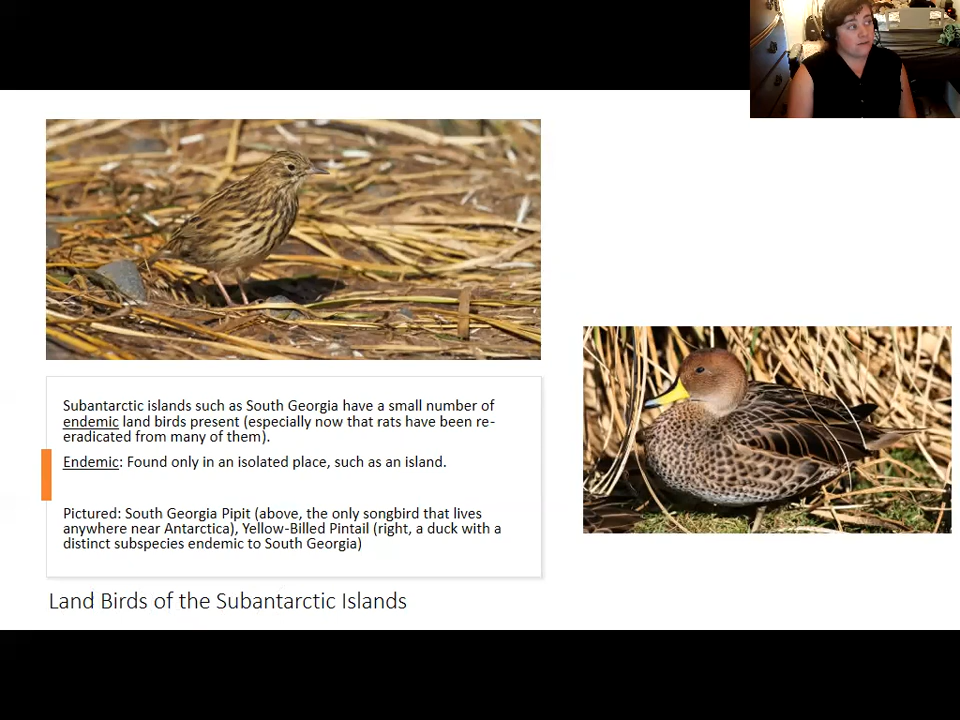 Subantarctic islands such as South Georgia have a small number of
endemic land birds present (especially now that rats have been re-
eradicated from many of them).
Endemic: Found only in an isolated place, such as an island.
Pictured: South Georgia Pipit (above, the only songbird that lives
anywhere near Antarctica), Yellow-Billed Pintail (right, a duck with a
distinct subspecies endemic to South Georgia)
Land Birds of the Subantarctic Islands